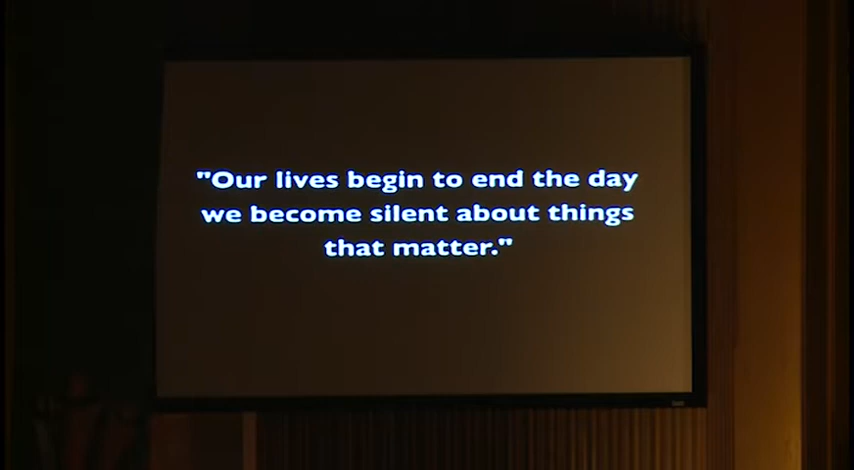 "Our lives begin to end the day
we become silent about things
that matter."